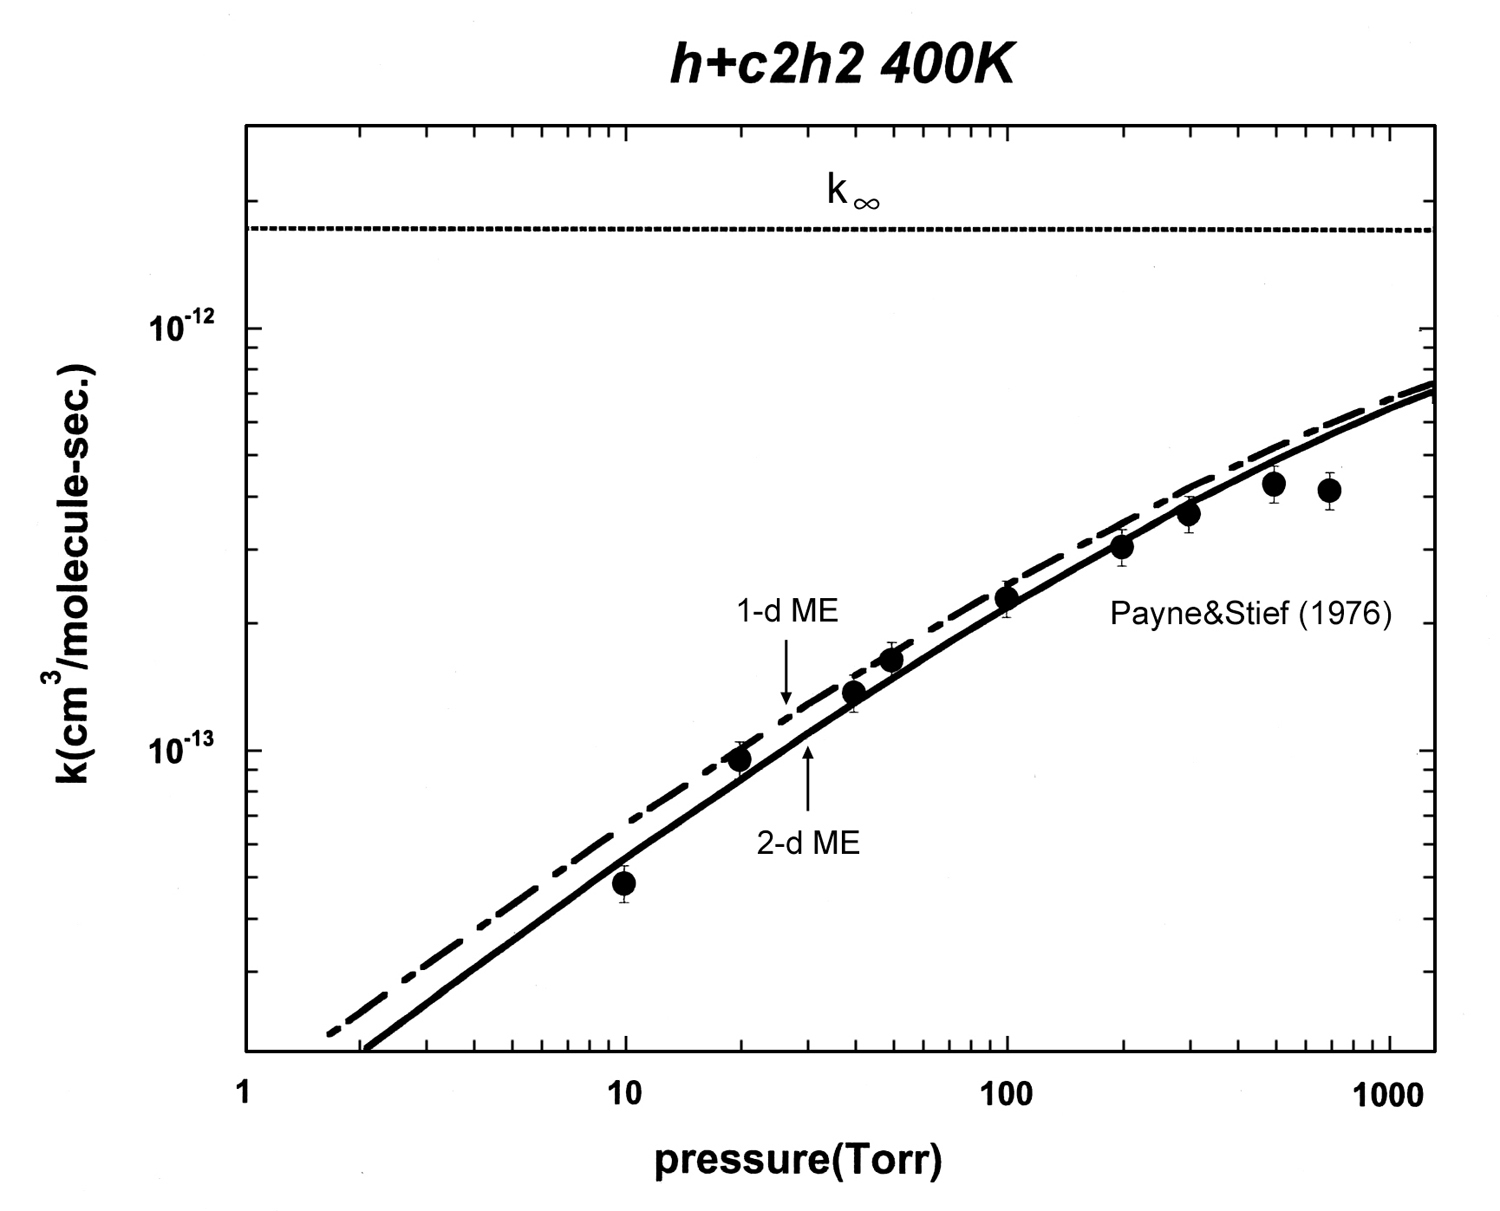 h+c2h2 400K
k∞
10-12
k(cm3/molecule-sec.)
1-d ME
Payne&Stief (1976)
10-13
2-d ME
1 10 100 1000
pressure(Torr)